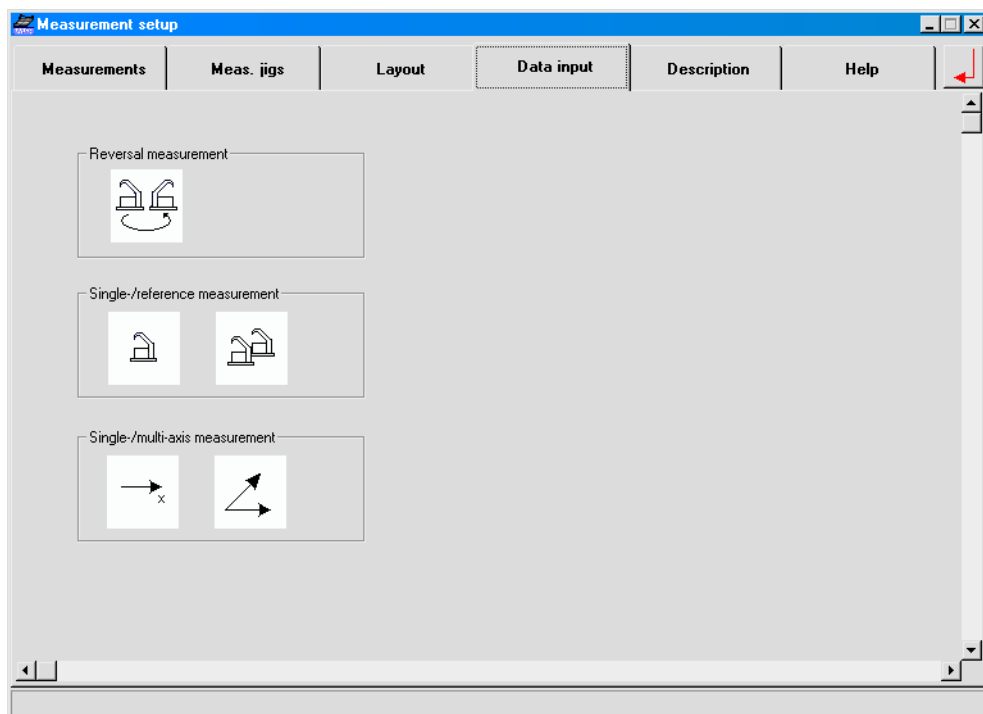 Measurement setup
Measurements Meas. jigs Layout Data input Description Help
Reversal measurement
Single-/reference measurement
Single-/multi-axis measurement
x